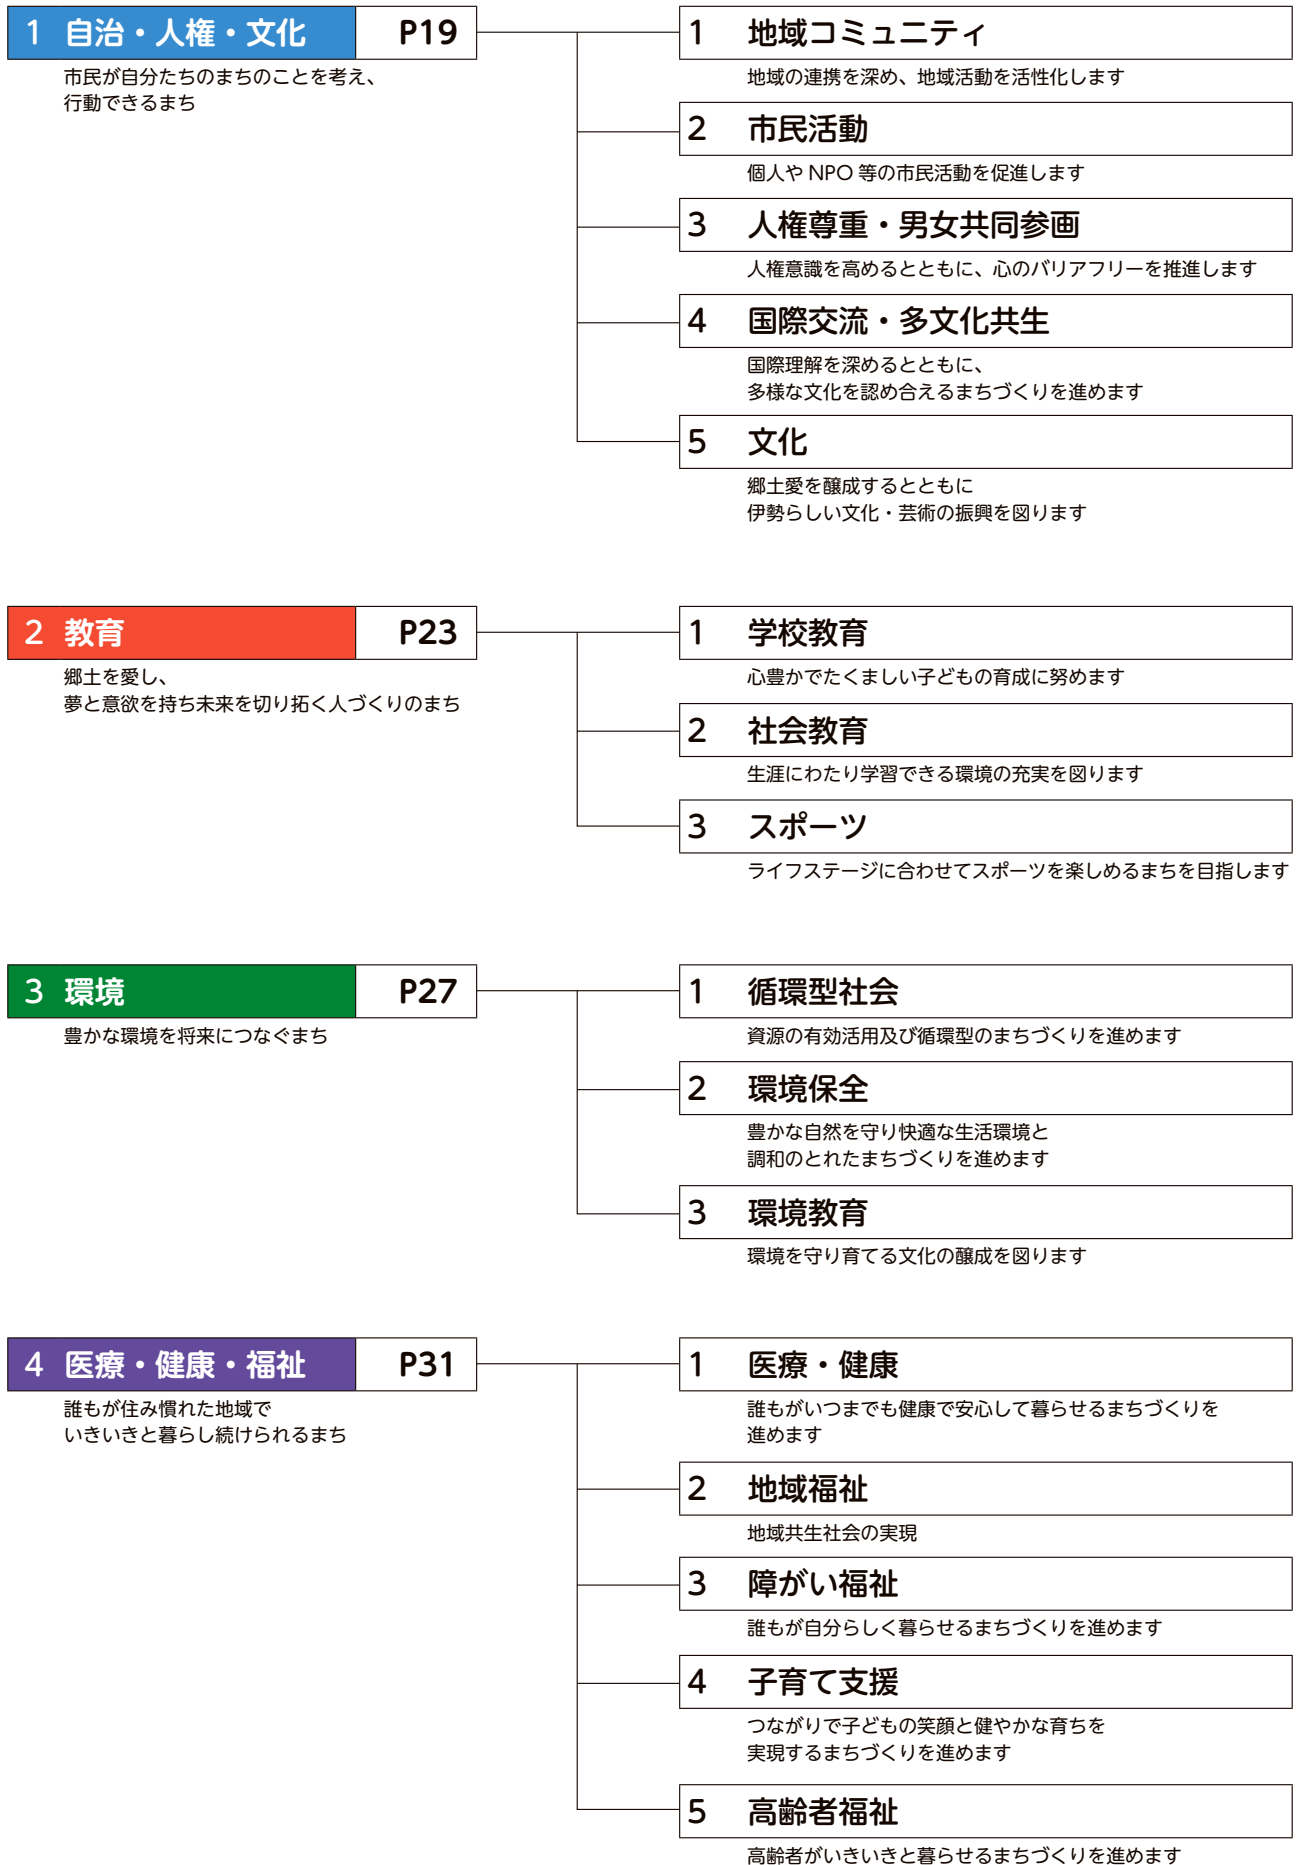 1 自治・人権・文化 P19
市民が自分たちのまちのことを考え、
行動できるまち
1 地域コミュニティ
地域の連携を深め、地域活動を活性化します
2 市民活動
個人や NPO 等の市民活動を促進します
3 人権尊重・男女共同参画
人権意識を高めるとともに、心のバリアフリーを推進します
4 国際交流・多文化共生
国際理解を深めるとともに、
多様な文化を認め合えるまちづくりを進めます
5 文化
郷土愛を醸成するとともに
伊勢らしい文化・芸術の振興を図ります
2 教育 P23
郷土を愛し、
夢と意欲を持ち未来を切り拓く人づくりのまち
1 学校教育
心豊かでたくましい子どもの育成に努めます
2 社会教育
生涯にわたり学習できる環境の充実を図ります
3 スポーツ
ライフステージに合わせてスポーツを楽しめるまちを目指します
3 環境 P27
豊かな環境を将来につなぐまち
1 循環型社会
資源の有効活用及び循環型のまちづくりを進めます
2 環境保全
豊かな自然を守り快適な生活環境と
調和のとれたまちづくりを進めます
3 環境教育
環境を守り育てる文化の醸成を図ります
4 医療・健康・福祉 P31
誰もが住み慣れた地域で
いきいきと暮らし続けられるまち
1 医療・健康
誰もがいつまでも健康で安心して暮らせるまちづくりを
進めます
2 地域福祉
地域共生社会の実現
3 障がい福祉
誰もが自分らしく暮らせるまちづくりを進めます
4 子育て支援
つながりで子どもの笑顔と健やかな育ちを
実現するまちづくりを進めます
5 高齢者福祉
高齢者がいきいきと暮らせるまちづくりを進めます